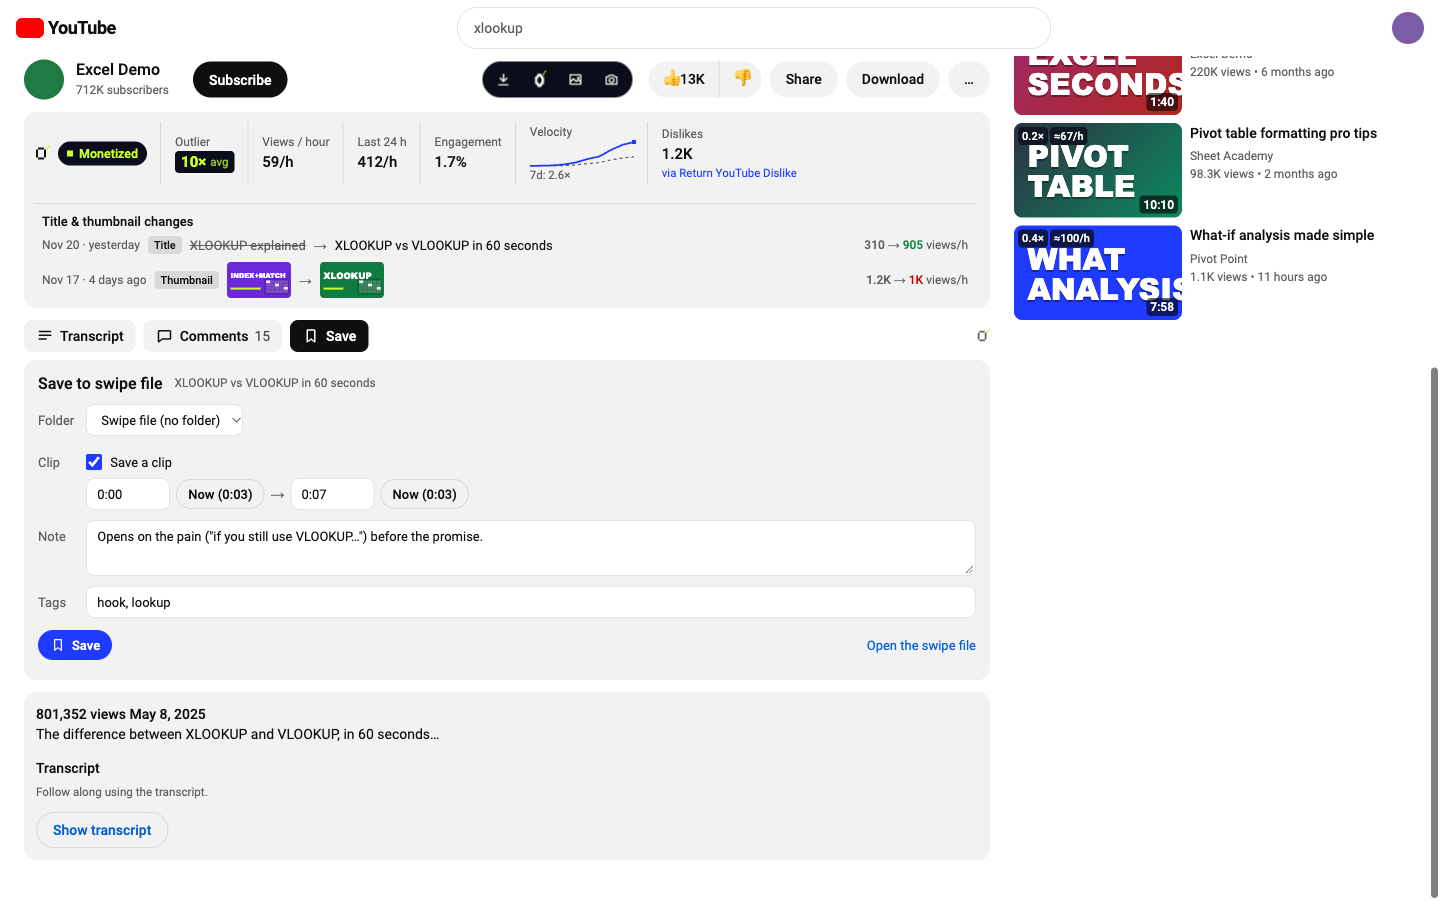 YouTube
xlookup
Excel Demo
712K subscribers
Subscribe
👍13K
👎
Share
Download
...
Monetized
Outlier
10× avg
Views / hour
59/h
Last 24 h
412/h
Engagement
1.7%
Velocity
7d: 2.6×
Dislikes
1.2K
via Return YouTube Dislike
Title & thumbnail changes
Nov 20 · yesterday Title XLOOKUP explained → XLOOKUP vs VLOOKUP in 60 seconds 310 → 905 views/h
Nov 17 · 4 days ago Thumbnail INDEX+MATCH → XLOOKUP 1.2K → 1K views/h
Transcript
Comments 15
Save
Save to swipe file XLOOKUP vs VLOOKUP in 60 seconds
Folder Swipe file (no folder)
Clip Save a clip
0:00 Now (0:03) → 0:07 Now (0:03)
Note Opens on the pain ("if you still use VLOOKUP…") before the promise.
Tags hook, lookup
Save
Open the swipe file
801,352 views May 8, 2025
The difference between XLOOKUP and VLOOKUP, in 60 seconds…
Transcript
Follow along using the transcript.
Show transcript
EXCEL
SECONDS
1:40
Excel Demo
220K views • 6 months ago
0.2× ≈67/h
PIVOT
TABLE
10:10
Pivot table formatting pro tips
Sheet Academy
98.3K views • 2 months ago
0.4× ≈100/h
WHAT
ANALYSIS
7:58
What-if analysis made simple
Pivot Point
1.1K views • 11 hours ago